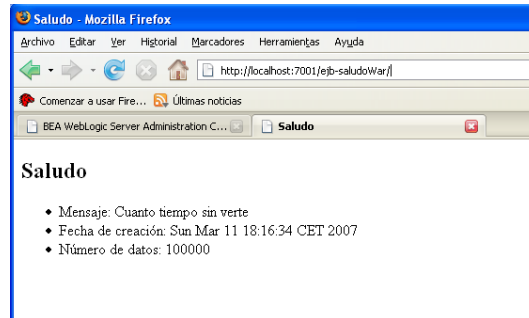 Saludo - Mozilla Firefox
Archivo Editar Ver Historial Marcadores Herramientas Ayuda
http://localhost:7001/ejb-saludoWar/
Comenzar a usar Fire... Últimas noticias
BEA WebLogic Server Administration C... Saludo
Saludo
Mensaje: Cuanto tiempo sin verte
Fecha de creación: Sun Mar 11 18:16:34 CET 2007
Número de datos: 100000